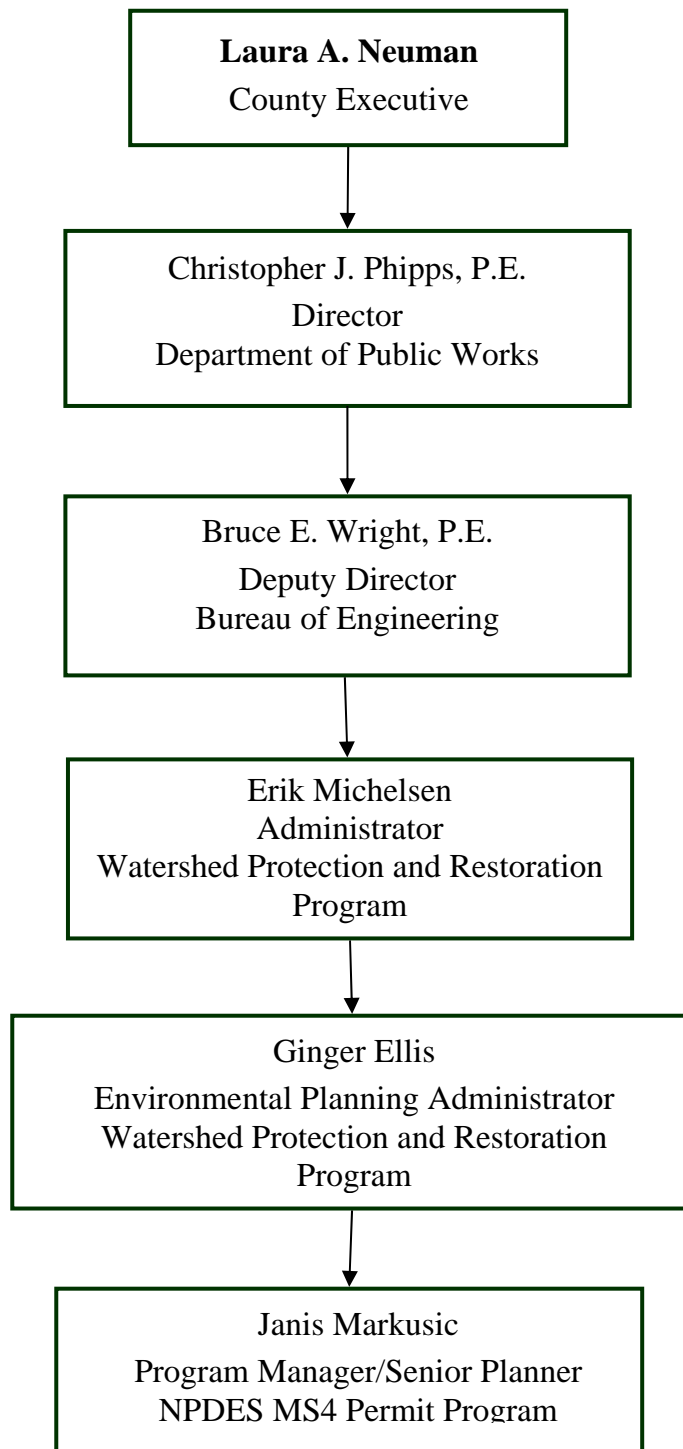 Laura A. Neuman
County Executive
Christopher J. Phipps, P.E.
Director
Department of Public Works
Bruce E. Wright, P.E.
Deputy Director
Bureau of Engineering
Erik Michelsen
Administrator
Watershed Protection and Restoration
Program
Ginger Ellis
Environmental Planning Administrator
Watershed Protection and Restoration
Program
Janis Markusic
Program Manager/Senior Planner
NPDES MS4 Permit Program